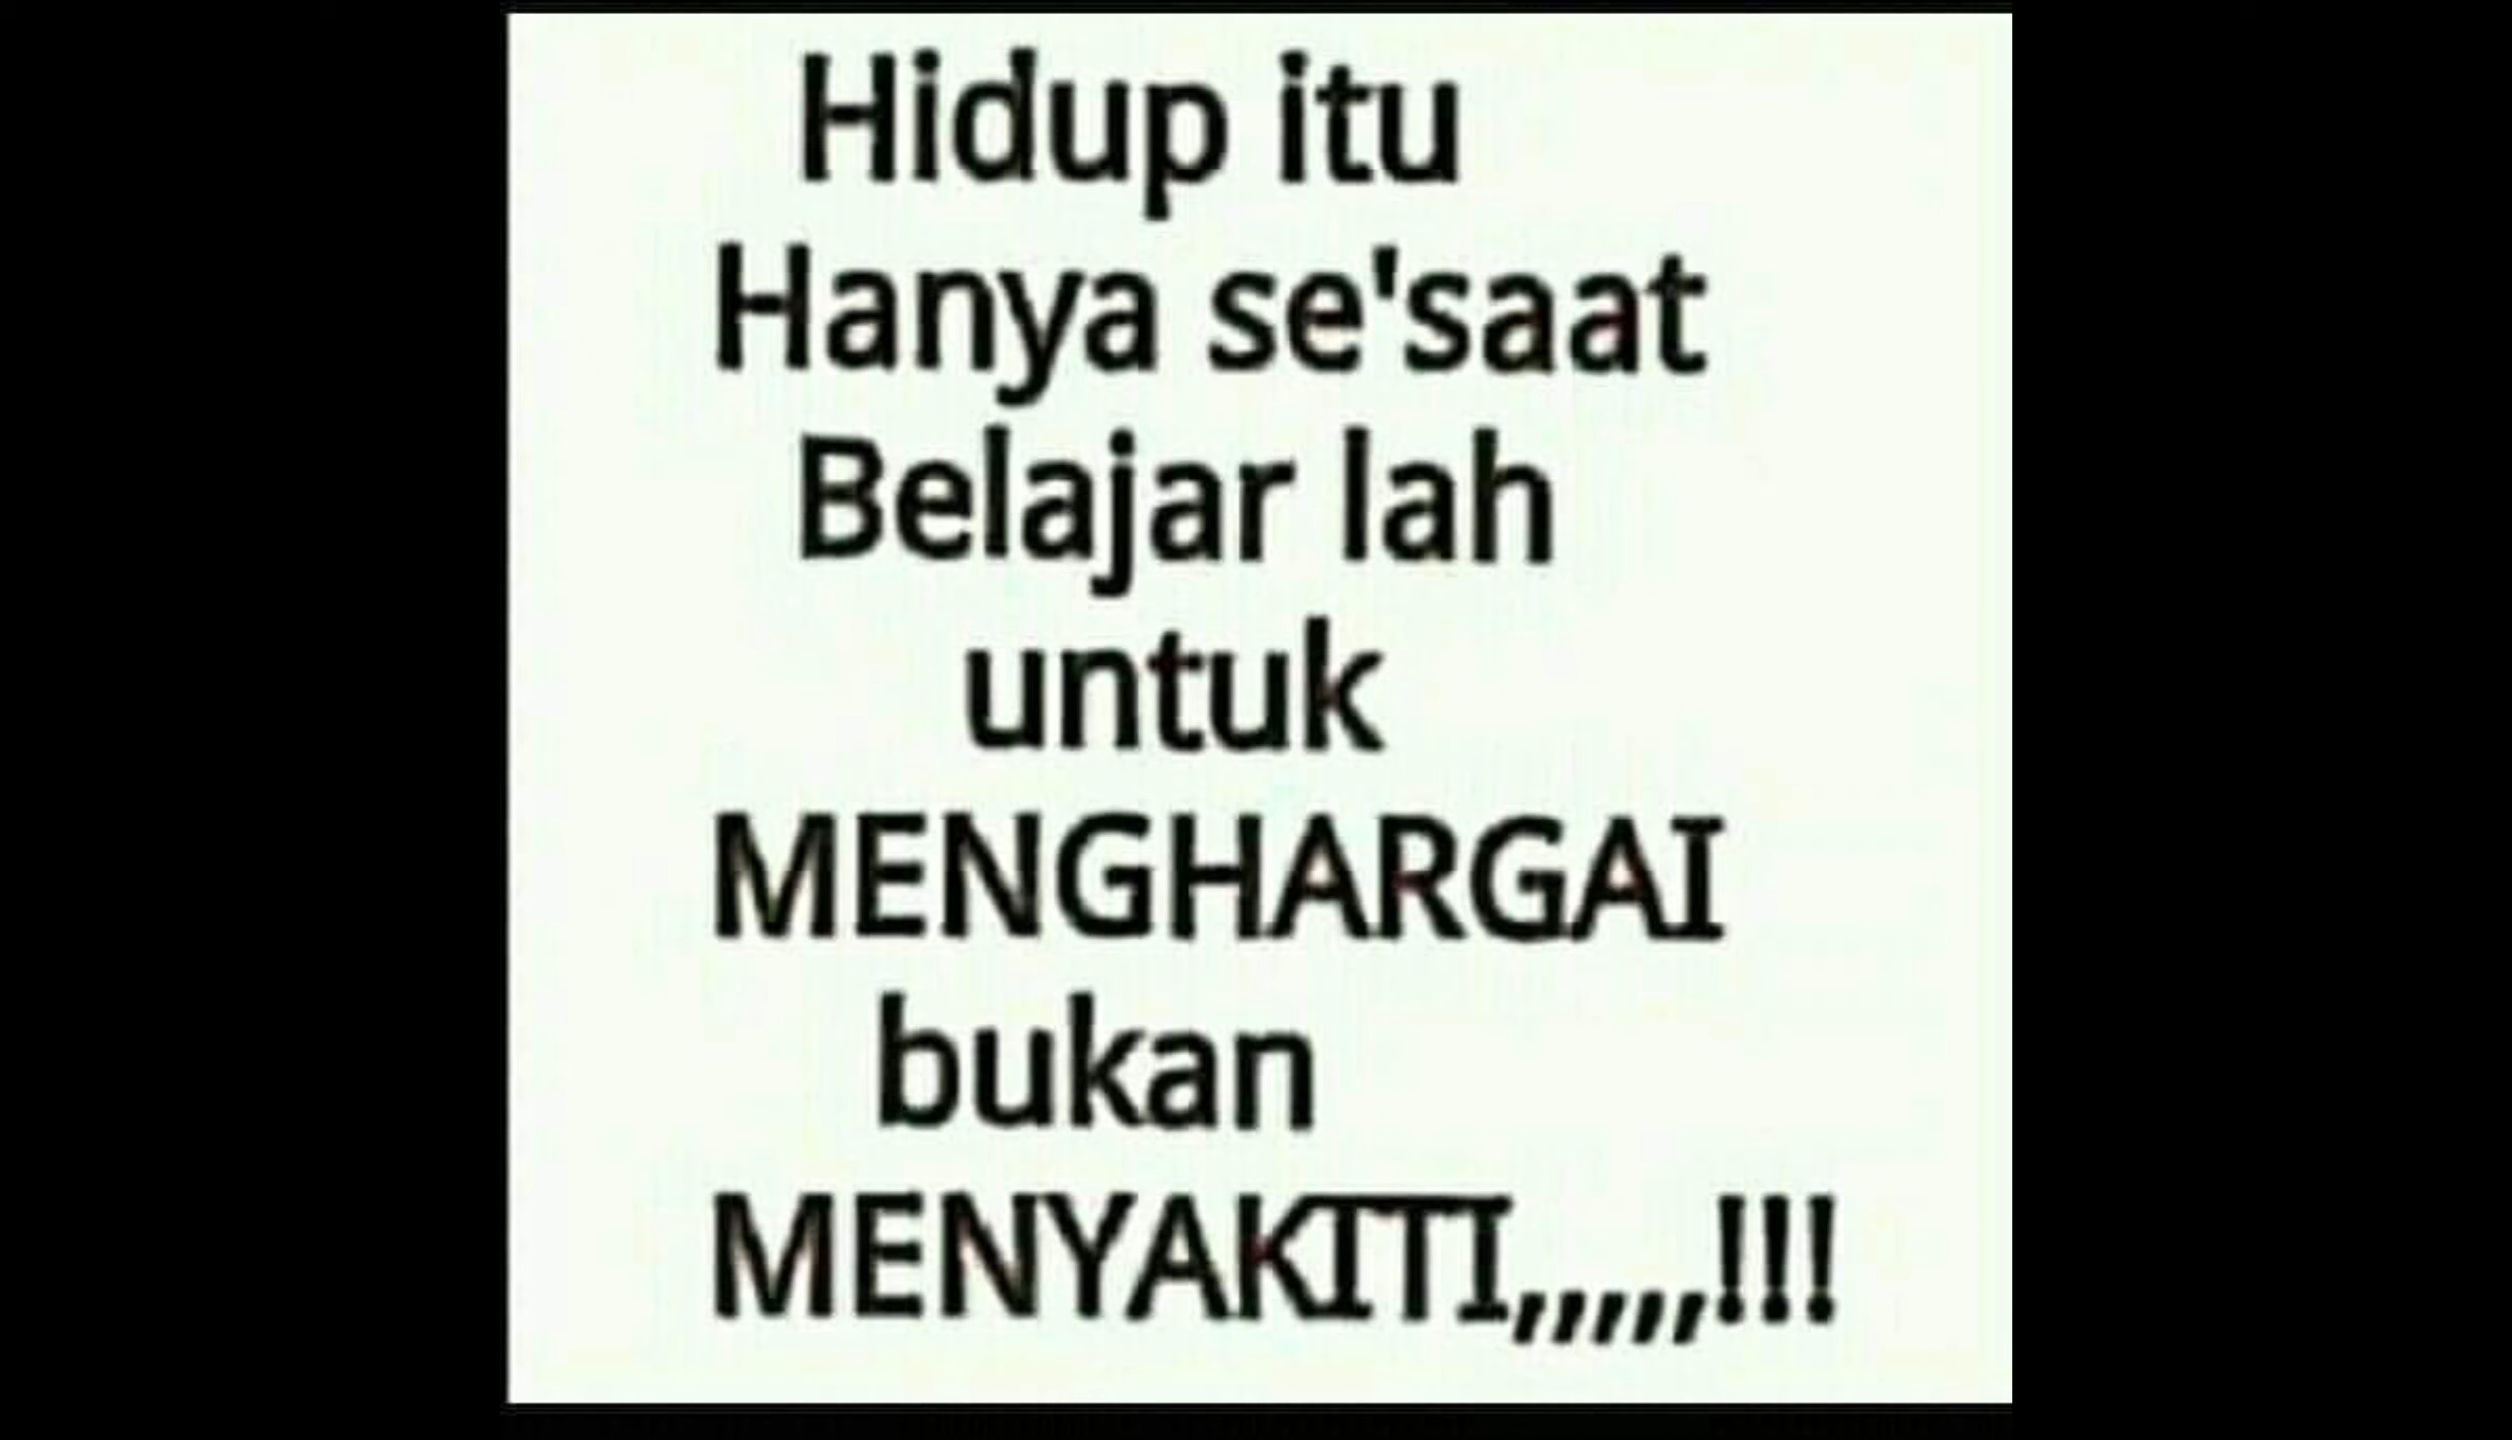 Hidup itu
Hanya se'saat
Belajar lah
untuk
MENGHARGAI
bukan
MENYAKITI,,,,,!!!